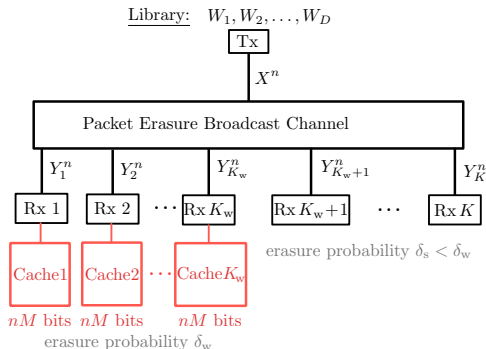 Library: W_1, W_2, . . . , W_D
Tx
X^n
Packet Erasure Broadcast Channel
Y_1^n Y_2^n Y_{K_w}^n Y_{K_w+1}^n Y_K^n
Rx 1 Rx 2 ··· Rx K_w Rx K_w+1 ··· Rx K
erasure probability δ_s < δ_w
Cache1 Cache2 ··· CacheK_w
nM bits nM bits nM bits
erasure probability δ_w